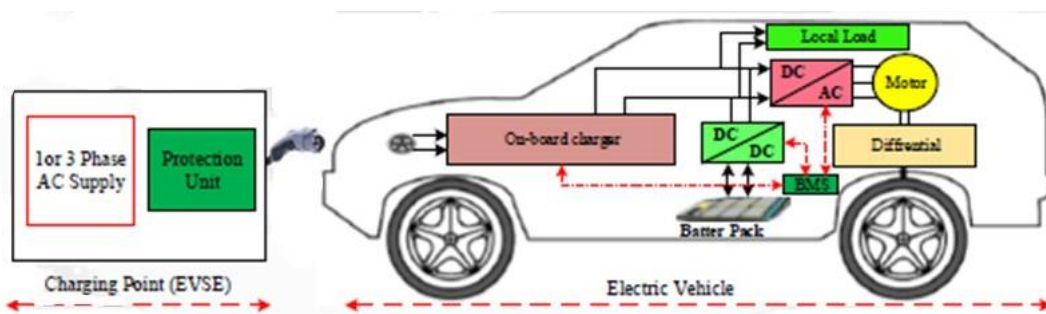 1or 3 Phase
AC Supply
Protection
Unit
Charging Point (EVSE)
Local Load
DC
AC
Motor
On-board charger
DC
DC
Diffrential
BMS
Batter Pack
Electric Vehicle